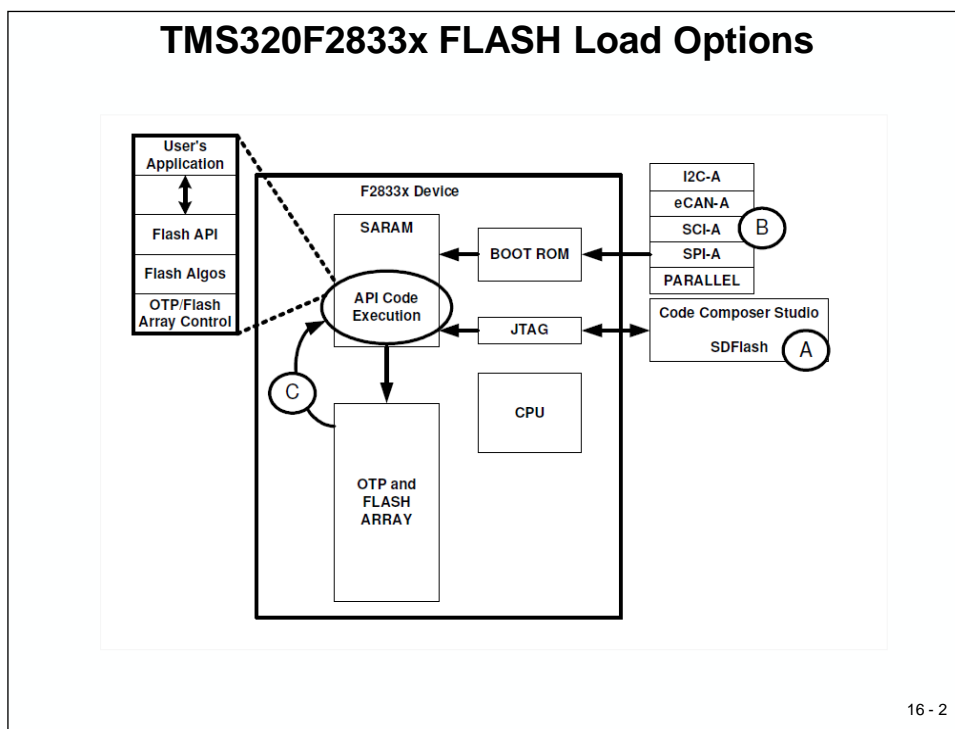 TMS320F2833x FLASH Load Options
User's
Application
Flash API
Flash Algos
OTP/Flash
Array Control
F2833x Device
SARAM
API Code
Execution
C
OTP and
FLASH
ARRAY
BOOT ROM
JTAG
CPU
I2C-A
eCAN-A
SCI-A
B
SPI-A
PARALLEL
Code Composer Studio
SDFlash
A
16 - 2